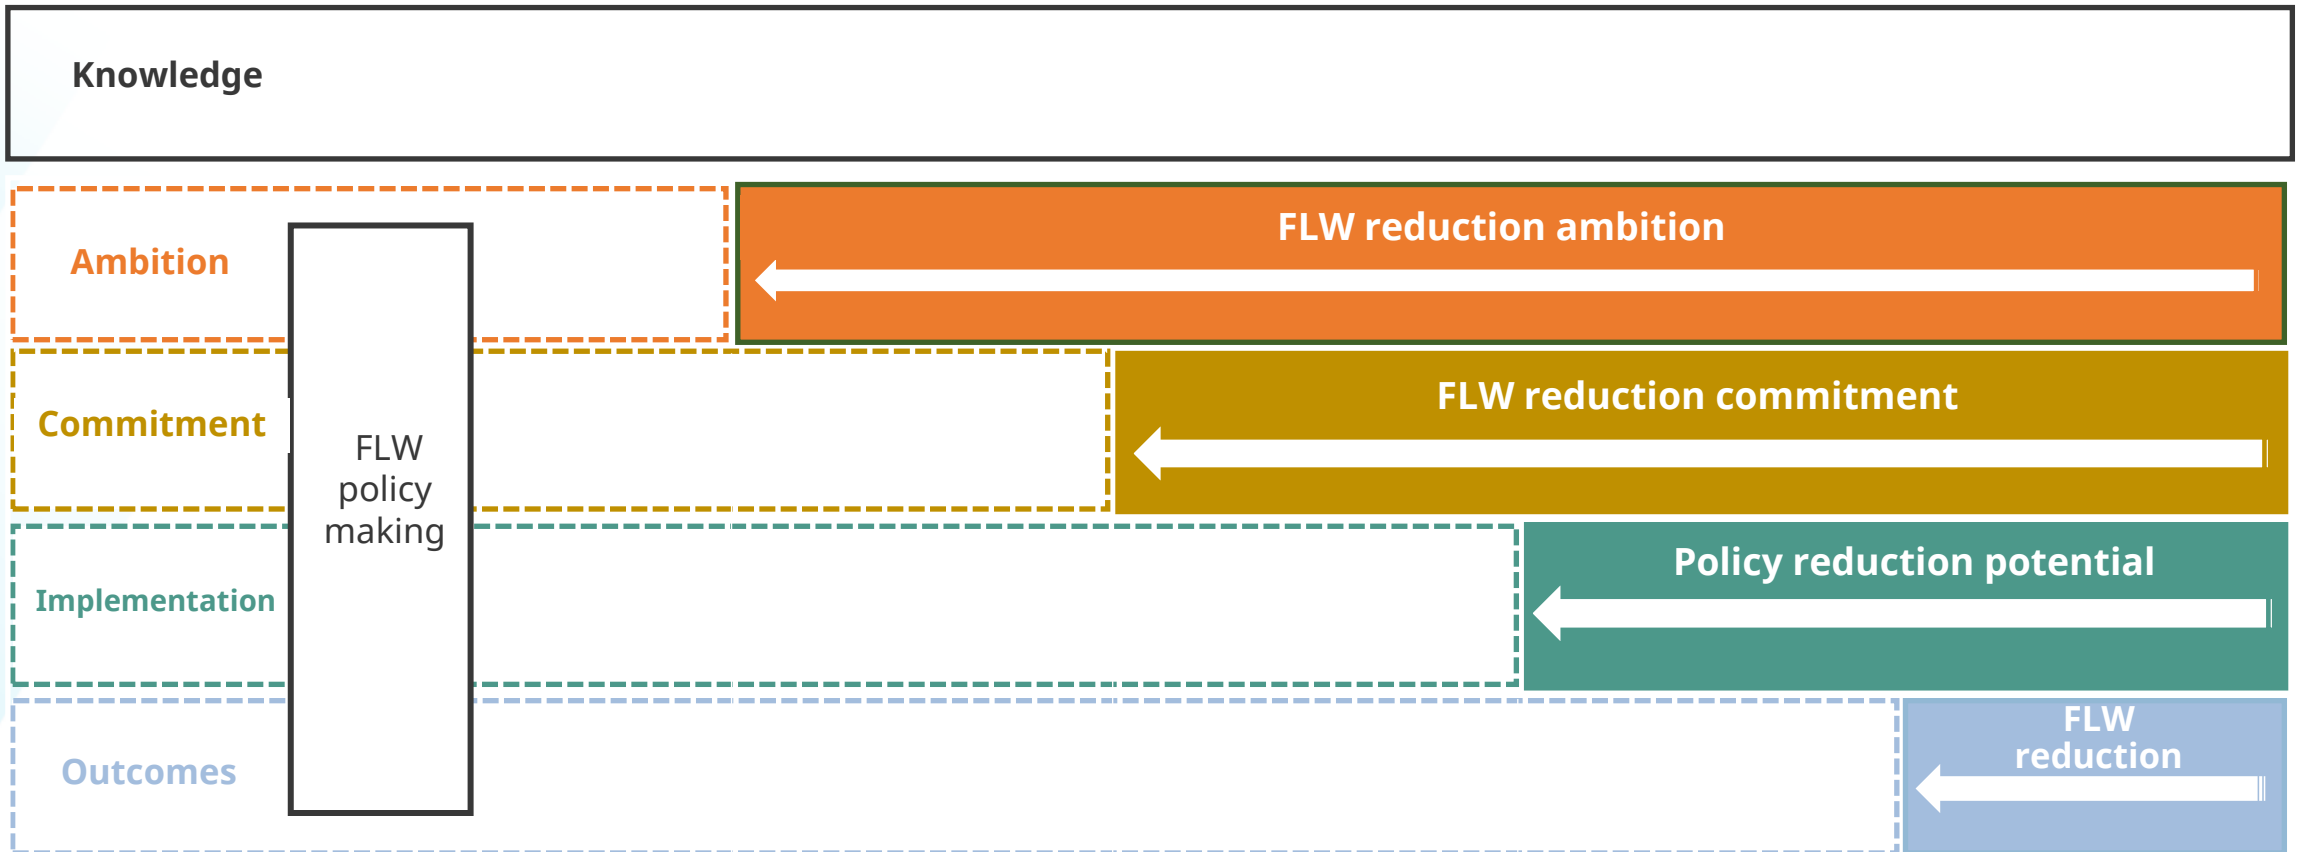 Knowledge
Ambition
FLW reduction ambition
Commitment
FLW reduction commitment
FLW
policy
making
Implementation
Policy reduction potential
Outcomes
FLW
reduction